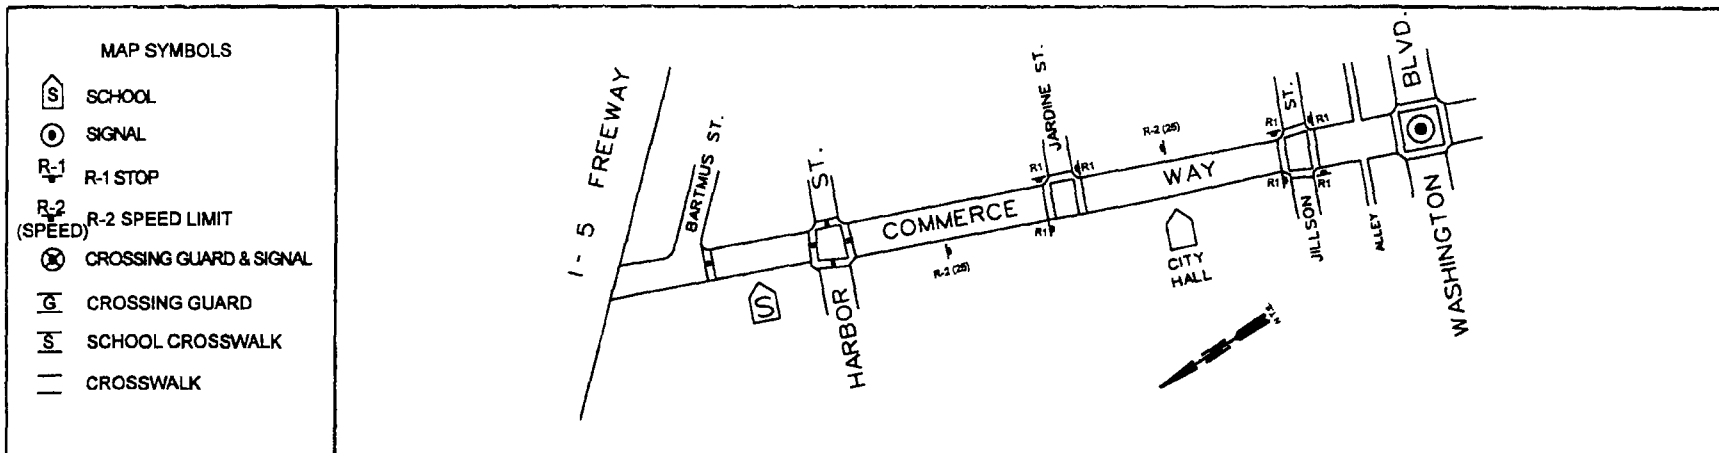 MAP SYMBOLS
S SCHOOL
SIGNAL
R-1 R-1 STOP
R-2
(SPEED) R-2 SPEED LIMIT
CROSSING GUARD & SIGNAL
G CROSSING GUARD
S SCHOOL CROSSWALK
CROSSWALK
I-5 FREEWAY
BARTMUS ST.
S
HARBOR ST.
COMMERCE WAY
R-2 (25)
R1
JARDINE ST.
R1
R1
R-2 (25)
CITY
HALL
R1
R1
R1
R1
JILLSON ST.
ALLEY
WASHINGTON BLVD.